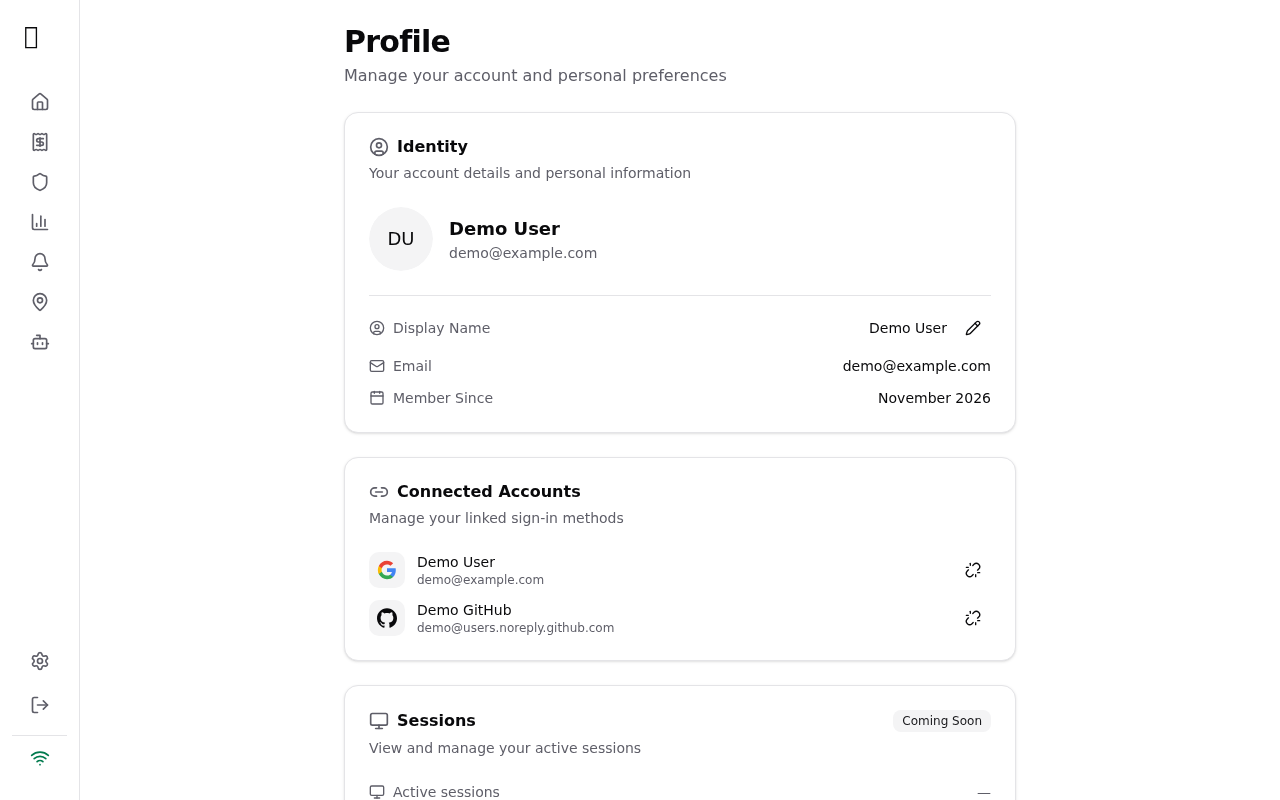 Profile
Manage your account and personal preferences
Identity
Your account details and personal information
DU
Demo User
demo@example.com
Display Name
Demo User
Email
demo@example.com
Member Since
November 2026
Connected Accounts
Manage your linked sign-in methods
Demo User
demo@example.com
Demo GitHub
demo@users.noreply.github.com
Sessions
Coming Soon
View and manage your active sessions
Active sessions
—